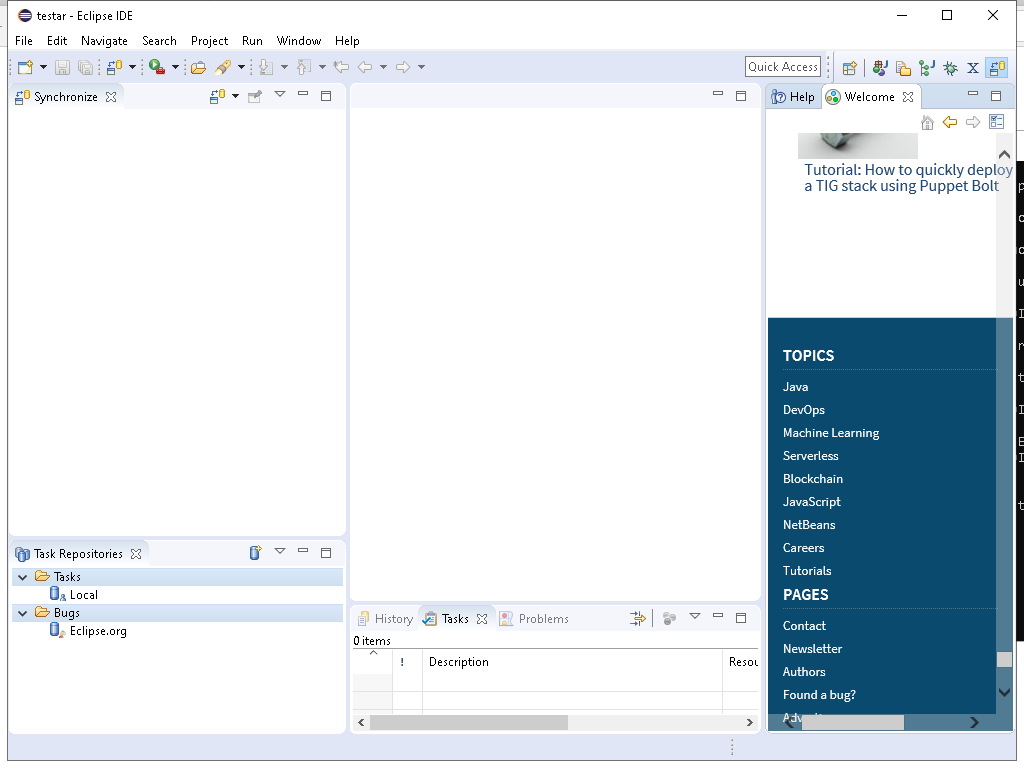 testar - Eclipse IDE
File Edit Navigate Search Project Run Window Help
Quick Access
Synchronize
Help Welcome
Tutorial: How to quickly deploy
a TIG stack using Puppet Bolt
TOPICS
Java
DevOps
Machine Learning
Serverless
Blockchain
JavaScript
NetBeans
Careers
Tutorials
PAGES
Contact
Newsletter
Authors
Found a bug?
Task Repositories
Tasks
Local
Bugs
Eclipse.org
History Tasks Problems
0 items
! Description Resou